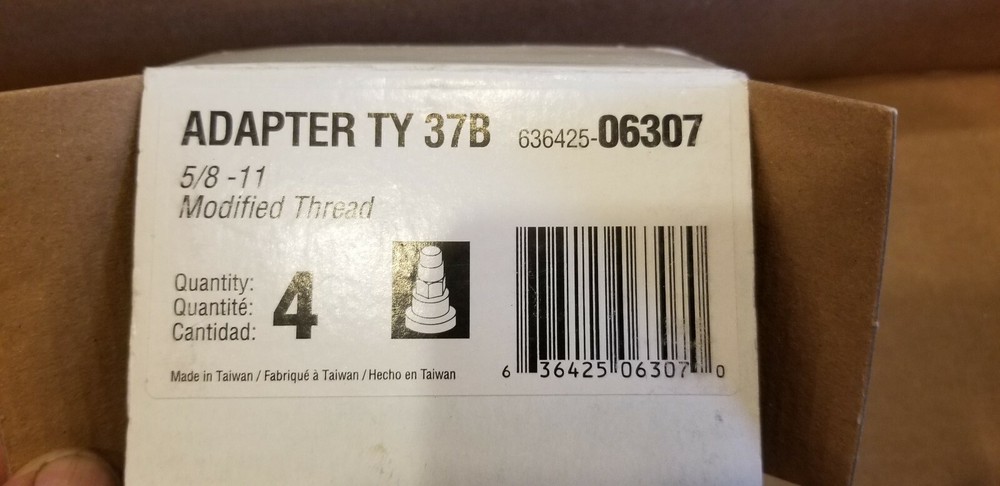 ADAPTER TY 37B 636425-06307
5/8 -11
Modified Thread
Quantity:
Quantité:
Cantidad:
4
Made in Taiwan / Fabriqué à Taiwan / Hecho en Taiwan
6 36425 06307 0